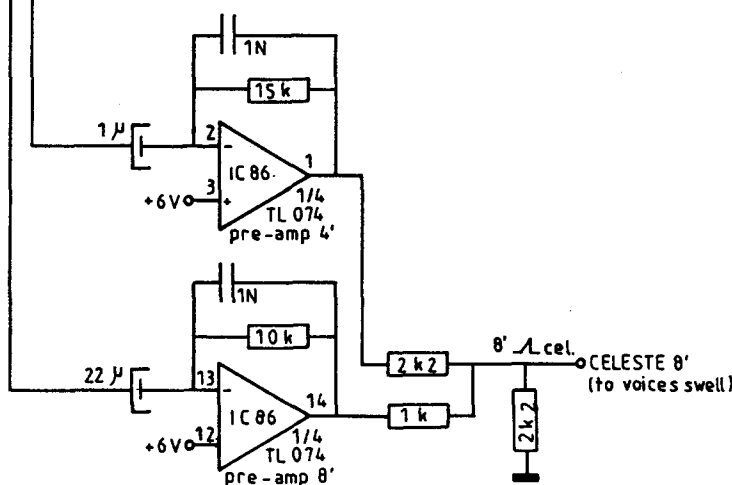 1N
15k
1 µ
2
-
IC 86.
1
3
+
+6V
1/4
TL 074
pre-amp 4'
1N
10k
22 µ
13
-
IC 86
14
12
+
+6V
1/4
TL 074
pre-amp 8'
2k2
1k
8' cel.
CELESTE 8'
(to voices swell)
2k2